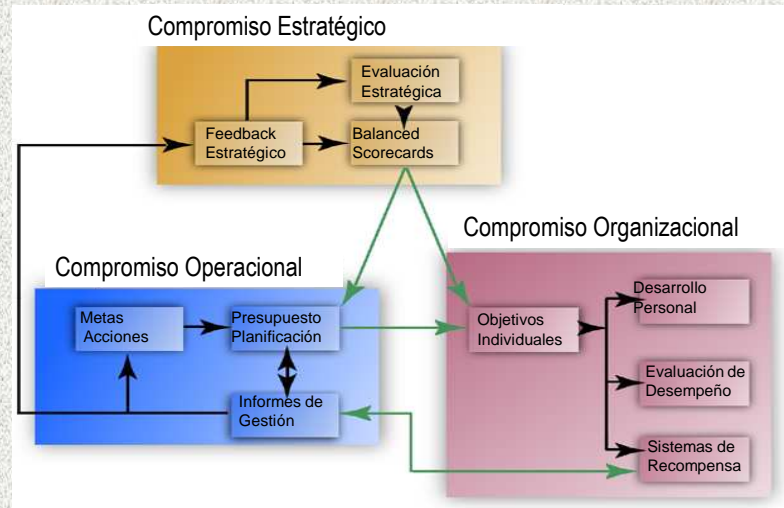 Compromiso Estratégico
Evaluación
Estratégica
Feedback
Estratégico
Balanced
Scorecards
Compromiso Organizacional
Compromiso Operacional
Metas
Acciones
Presupuesto
Planificación
Informes de
Gestión
Objetivos
Individuales
Desarrollo
Personal
Evaluación de
Desempeño
Sistemas de
Recompensa